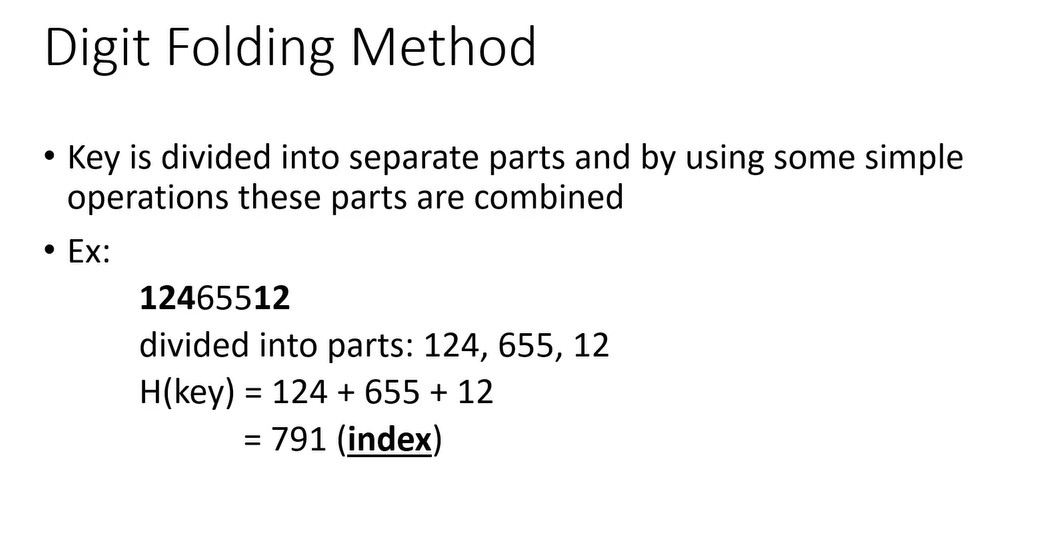 Digit Folding Method
• Key is divided into separate parts and by using some simple
operations these parts are combined
• Ex:
12465512
divided into parts: 124, 655, 12
H(key) = 124 + 655 + 12
= 791 (index)